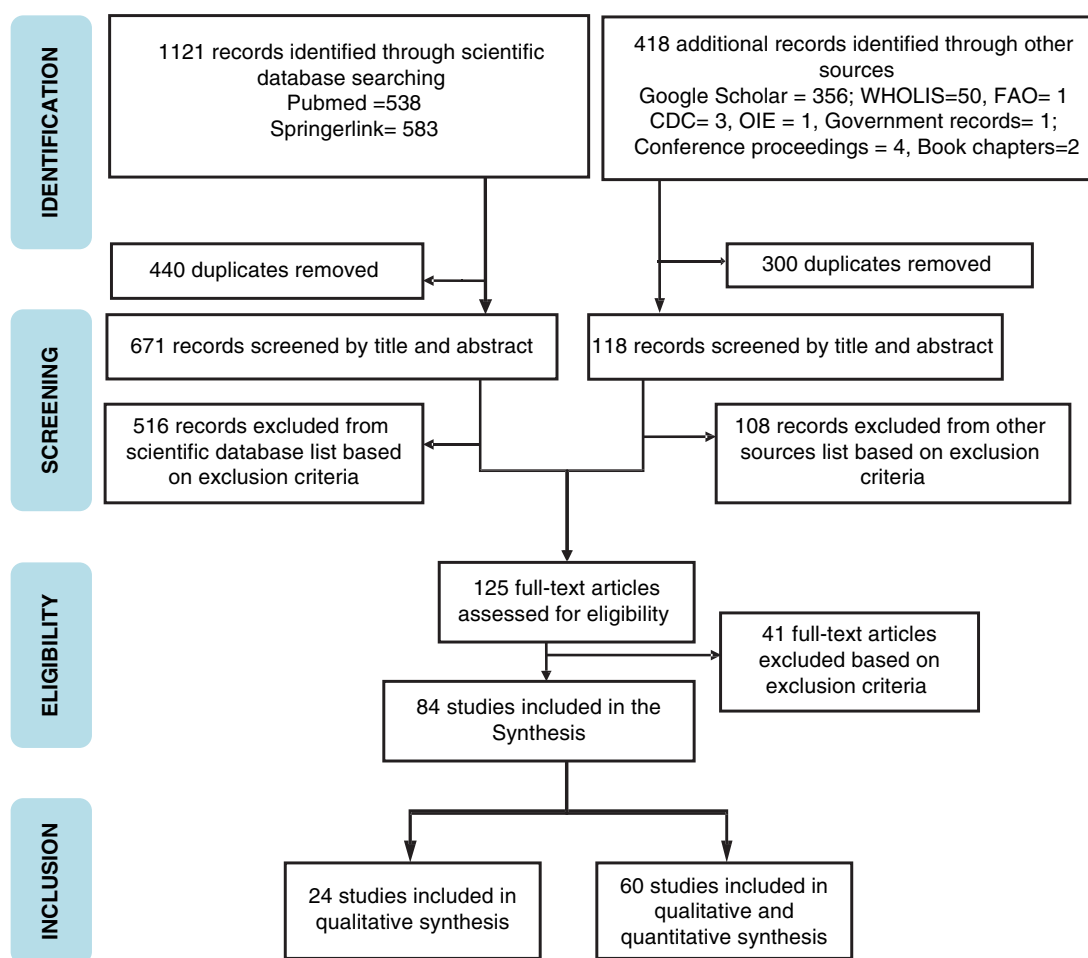 IDENTIFICATION
1121 records identified through scientific
database searching
Pubmed =538
Springerlink= 583
418 additional records identified through other
sources
Google Scholar = 356; WHOLIS=50, FAO= 1
CDC= 3, OIE = 1, Government records= 1;
Conference proceedings = 4, Book chapters=2
440 duplicates removed
300 duplicates removed
SCREENING
671 records screened by title and abstract
118 records screened by title and abstract
516 records excluded from
scientific database list based
on exclusion criteria
108 records excluded from other
sources list based on exclusion
criteria
ELIGIBILITY
125 full-text articles
assessed for eligibility
41 full-text articles
excluded based on
exclusion criteria
84 studies included in the
Synthesis
INCLUSION
24 studies included in
qualitative synthesis
60 studies included in
qualitative and
quantitative synthesis